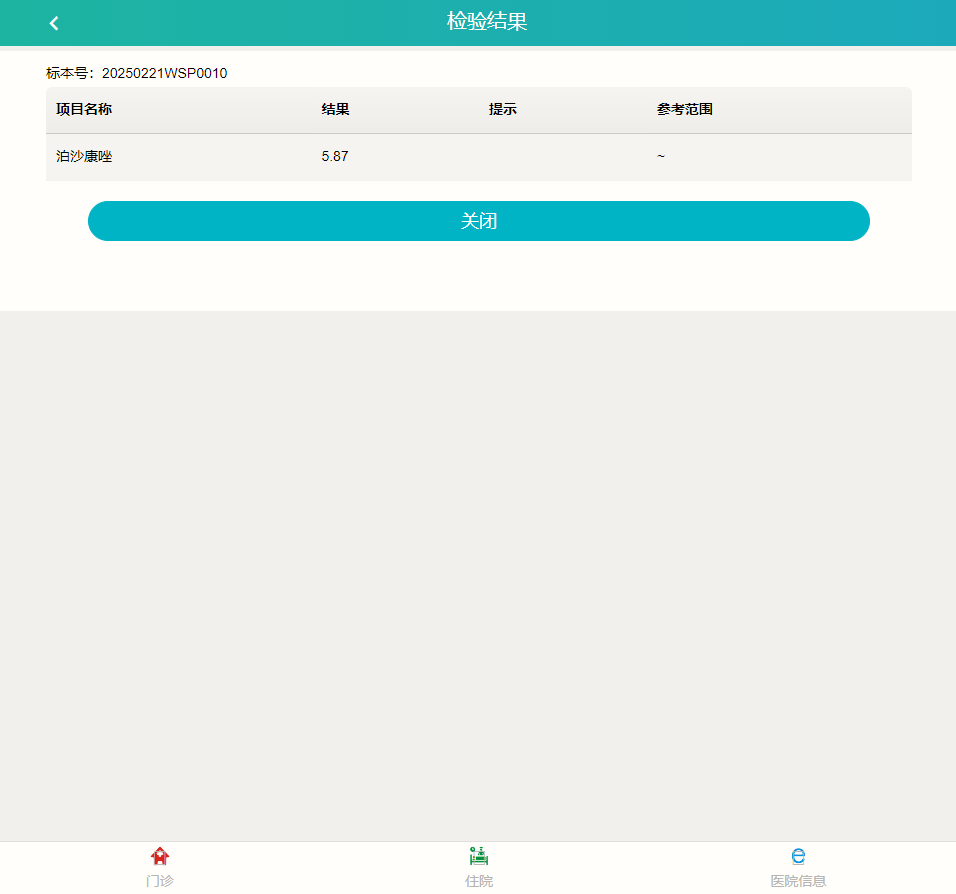 检验结果
标本号：20250221WSP0010
项目名称 结果 提示 参考范围
泊沙康唑 5.87 ~
关闭
门诊 住院 医院信息